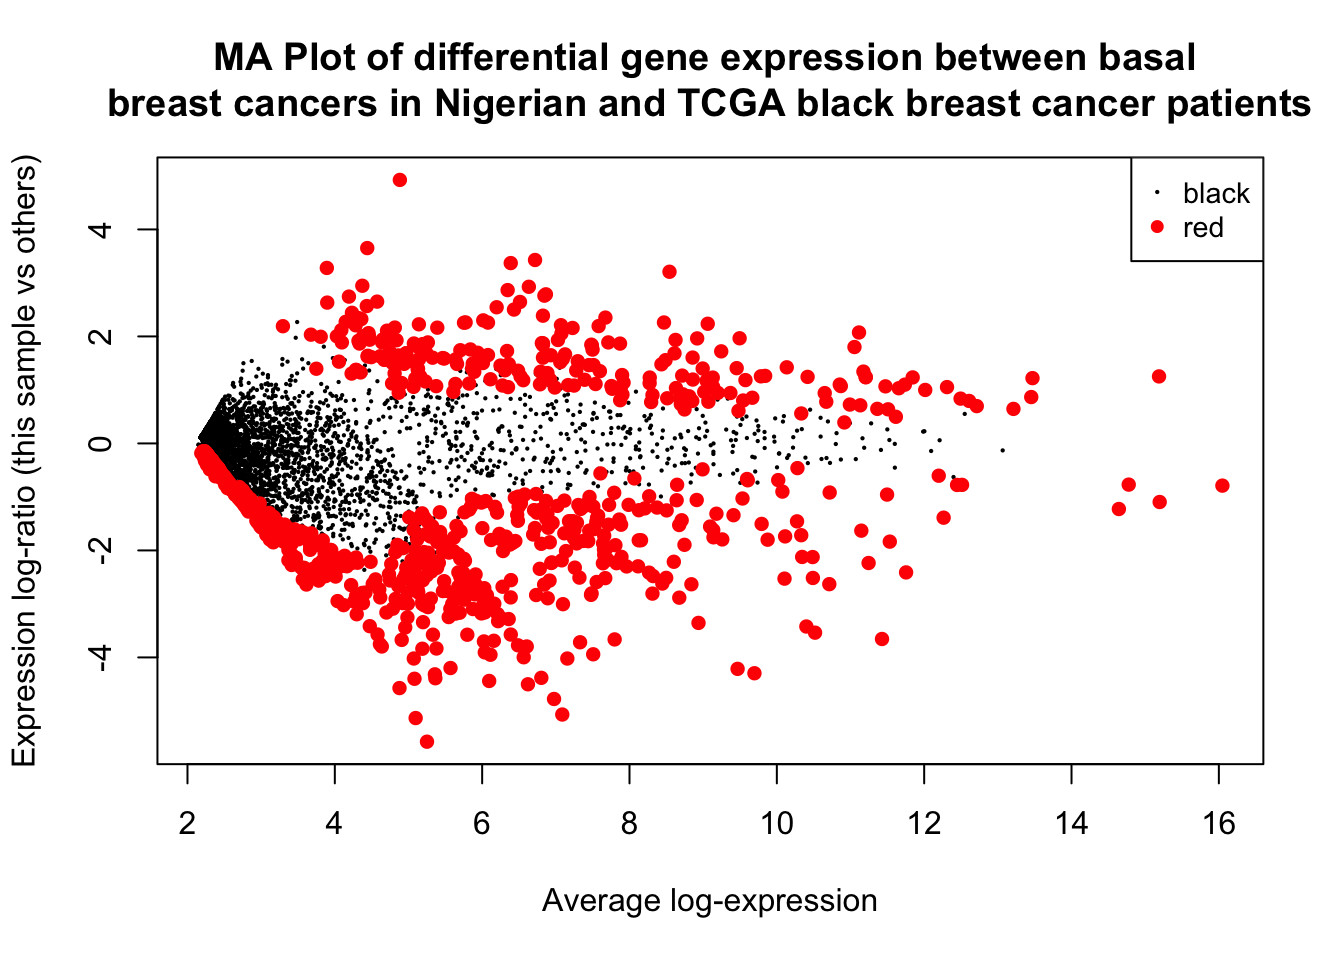 MA Plot of differential gene expression between basal
breast cancers in Nigerian and TCGA black breast cancer patients
Expression log-ratio (this sample vs others)
4
2
0
-2
-4
black
red
2 4 6 8 10 12 14 16
Average log-expression